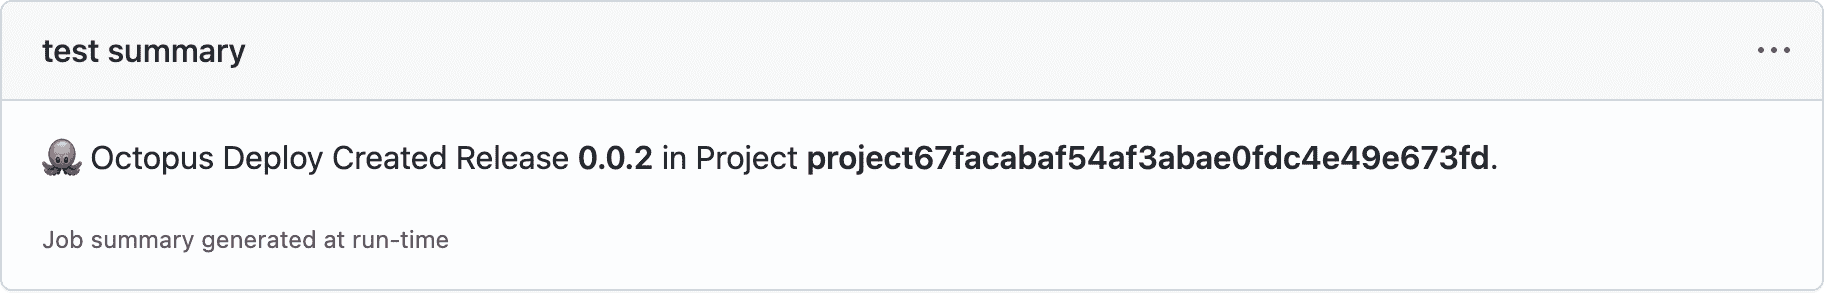 test summary
🐙 Octopus Deploy Created Release 0.0.2 in Project project67facabaf54af3abae0fdc4e49e673fd.
Job summary generated at run-time